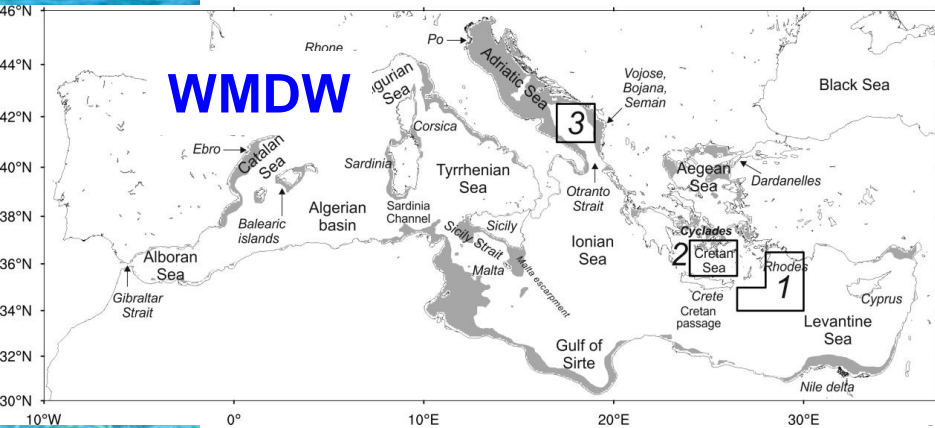 46°N
44°N
42°N
40°N
38°N
36°N
34°N
32°N
30°N
10°W
0°
10°E
20°E
30°E
WMDW
Rhone
Po
Adriatic Sea
Vojose,
Bojana,
Seman
Black Sea
Sea
Corsica
3
Ebro
Catalan
Sea
Sardinia
Tyrrhenian
Sea
Otranto
Strait
Aegean
Sea
Dardanelles
Balearic
islands
Algerian
basin
Sardinia
Channel
Sicily
Sicily Strait
Malta
Malta escarpment
Ionian
Sea
Cyclades
2
Cretan
Sea
Rhodes
1
Alboran
Sea
Gibraltar
Strait
Crete
Cretan
passage
Cyprus
Levantine
Sea
Gulf of
Sirte
Nile delta